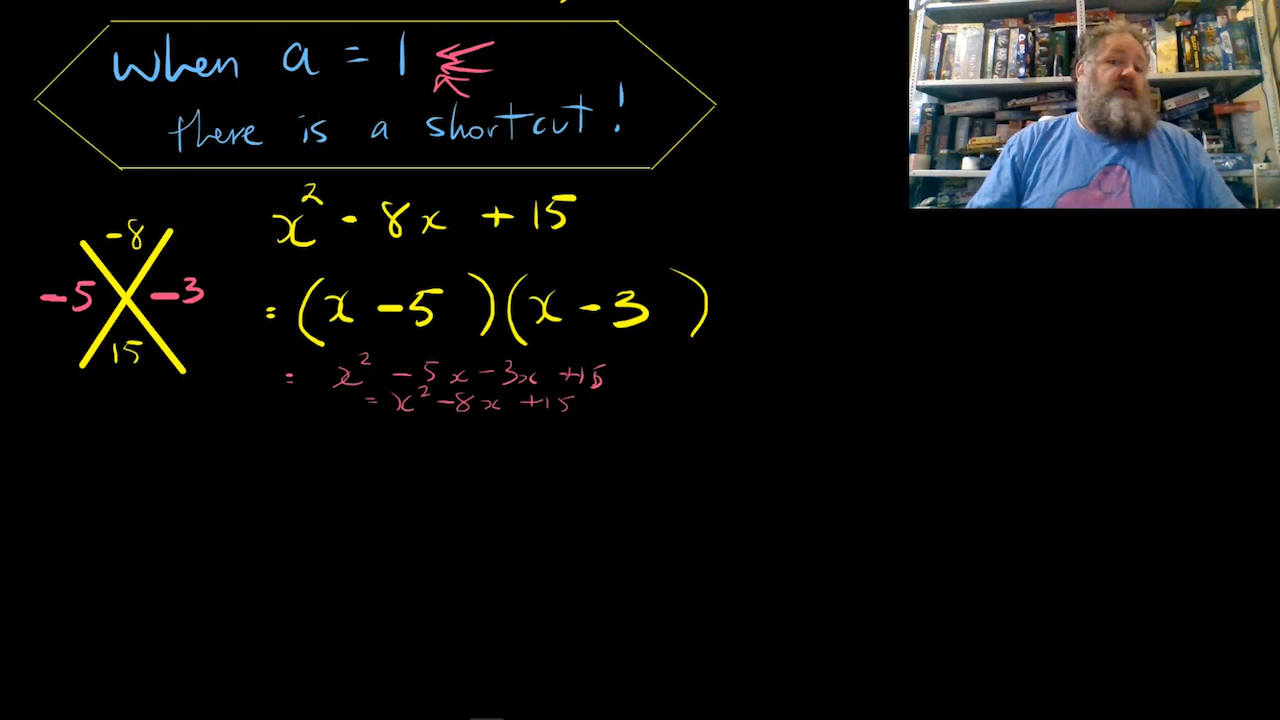 when a = 1
there is a shortcut!
x² - 8x + 15
-8
-5 -3
15
= (x - 5)(x - 3)
= x² - 5x - 3x + 15
= x² - 8x + 15